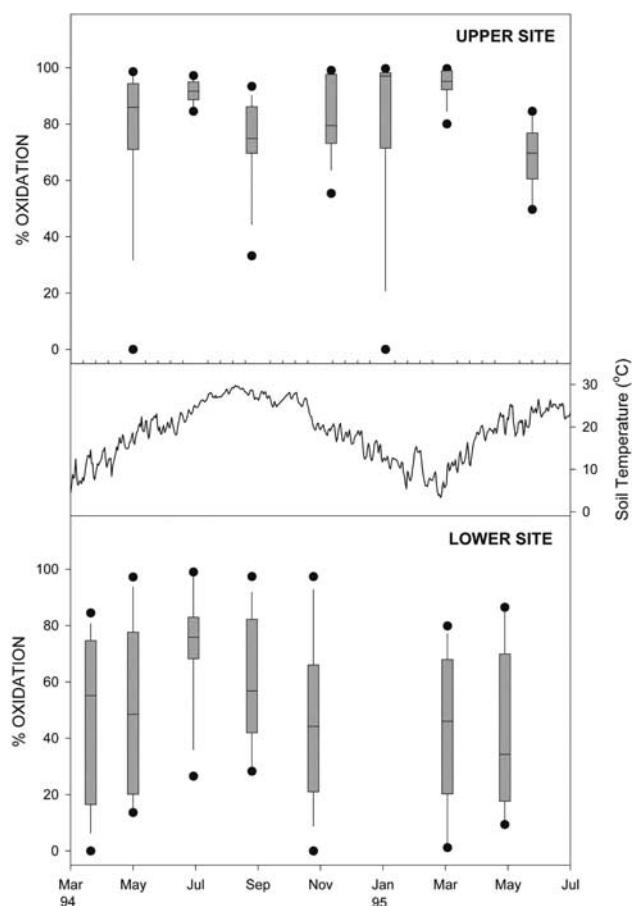 UPPER SITE
100
80
60
40
20
0
% OXIDATION
30
20
10
0
Soil Temperature (°C)
LOWER SITE
100
80
60
40
20
0
% OXIDATION
Mar May Jul Sep Nov Jan Mar May Jul
94 95